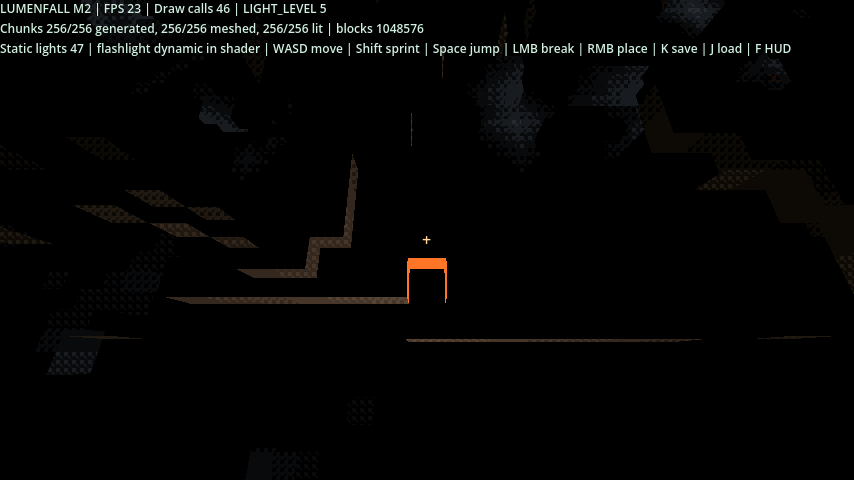 LUMENFALL M2 | FPS 23 | Draw calls 46 | LIGHT_LEVEL 5
Chunks 256/256 generated, 256/256 meshed, 256/256 lit | blocks 1048576
Static lights 47 | flashlight dynamic in shader | WASD move | Shift sprint | Space jump | LMB break | RMB place | K save | J load | F HUD